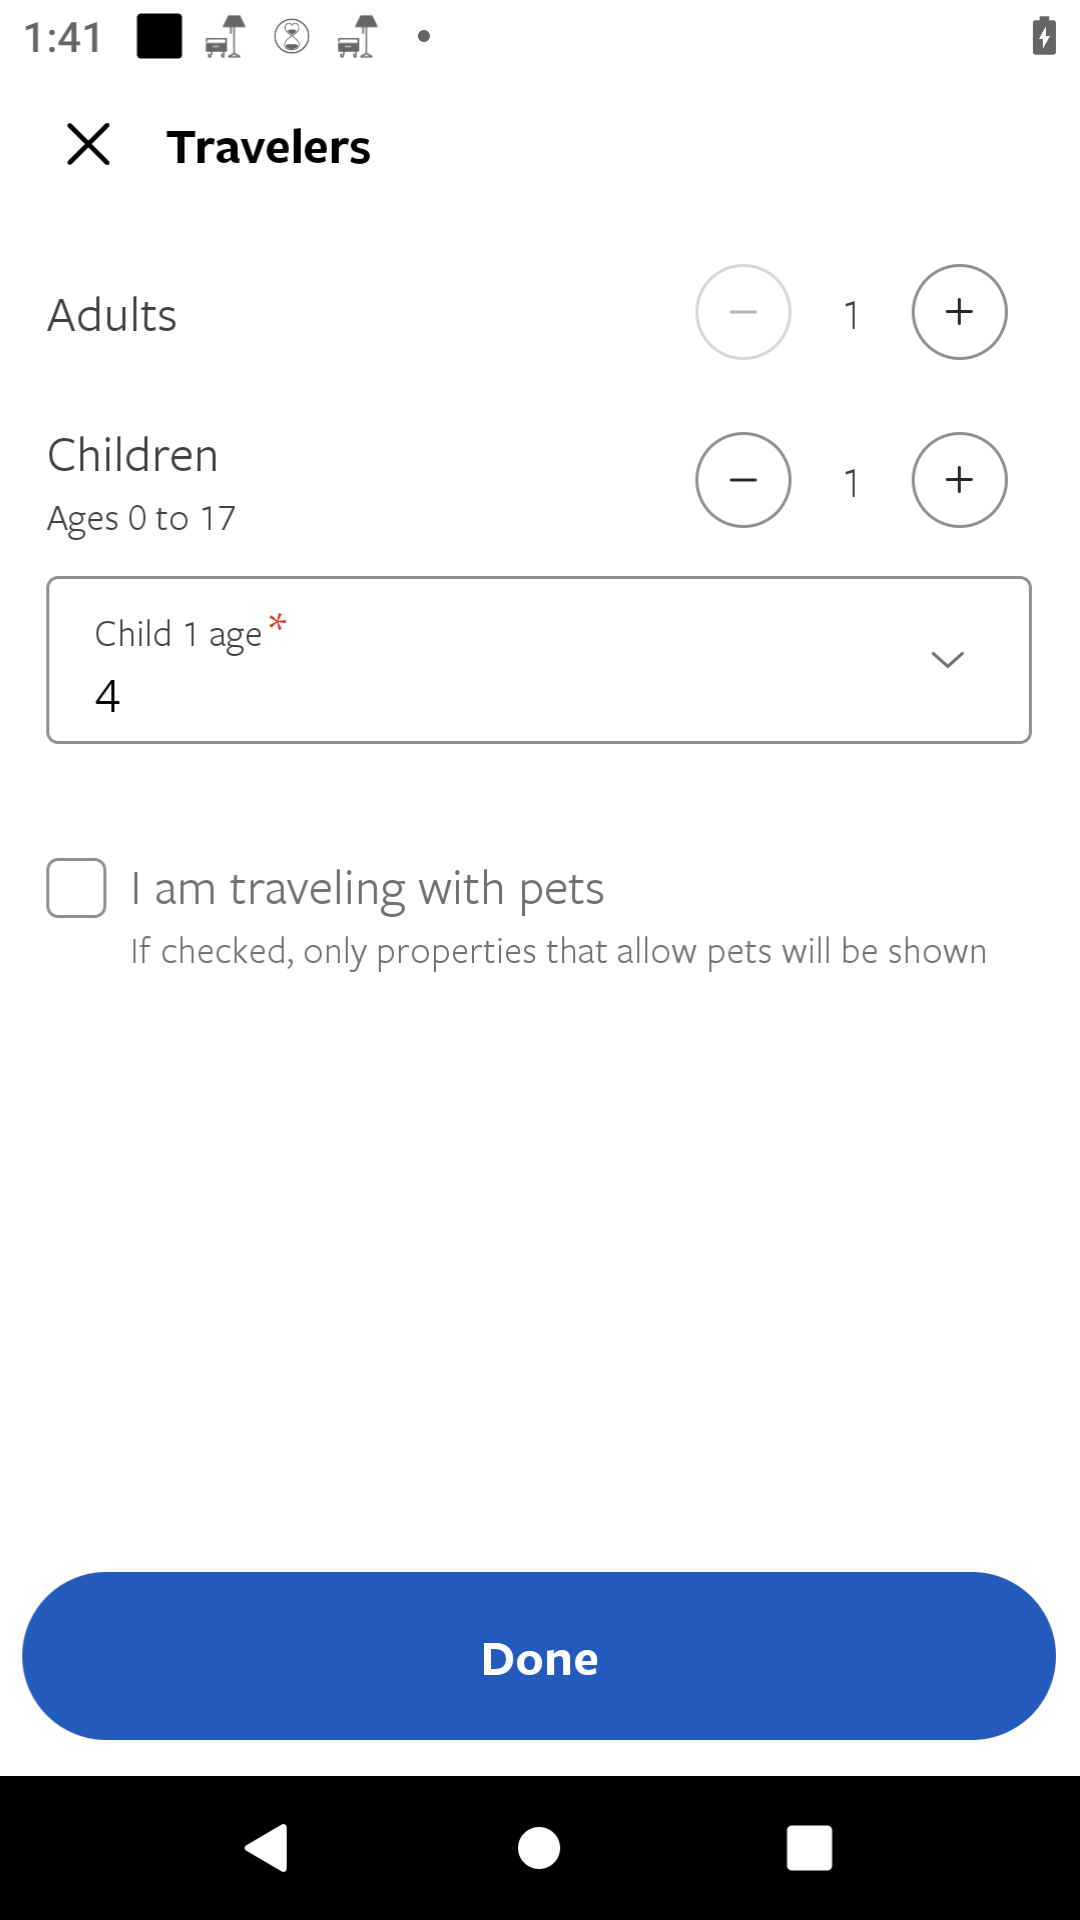 1:41
Travelers
Adults
1
Children
Ages 0 to 17
1
Child 1 age*
4
I am traveling with pets
If checked, only properties that allow pets will be shown
Done